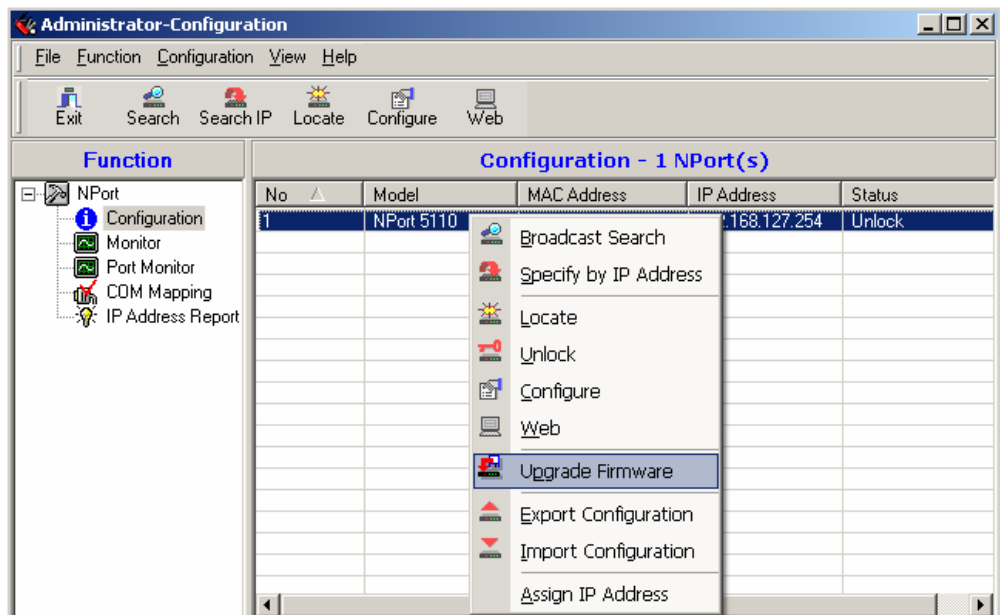 Administrator-Configuration
File Function Configuration View Help
Exit Search Search IP Locate Configure Web
Function
Configuration - 1 NPort(s)
NPort
Configuration
Monitor
Port Monitor
COM Mapping
IP Address Report
No Model MAC Address IP Address Status
1 NPort 5110 .168.127.254 Unlock
Broadcast Search
Specify by IP Address
Locate
Unlock
Configure
Web
Upgrade Firmware
Export Configuration
Import Configuration
Assign IP Address